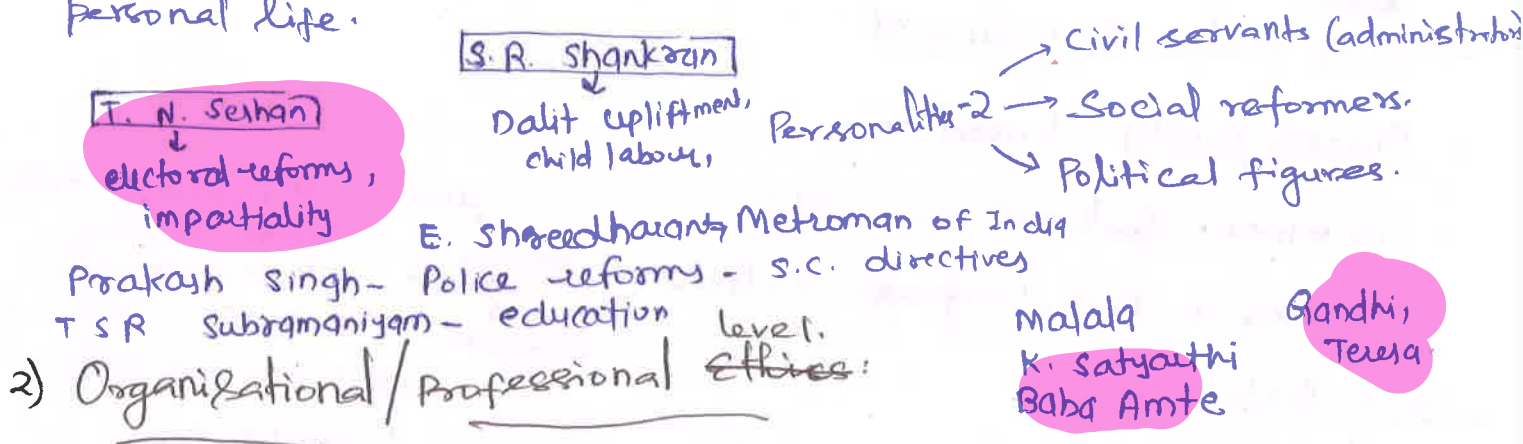 personal life.
S. R. Shankran
↓
Dalit upliftment,
child labour,
T. N. Seshan
↓
electoral reforms,
impartiality
Personalities-2 → Civil servants (administrators)
→ Social reformers.
→ Political figures.
E. Shreedharan → Metroman of India
Prakash Singh - Police reforms - S.C. directives
T S R Subramaniyam - education
Malala
K. Satyarthi
Baba Amte
Gandhi,
Teresa
2) Organisational / Professional level. Ethics: